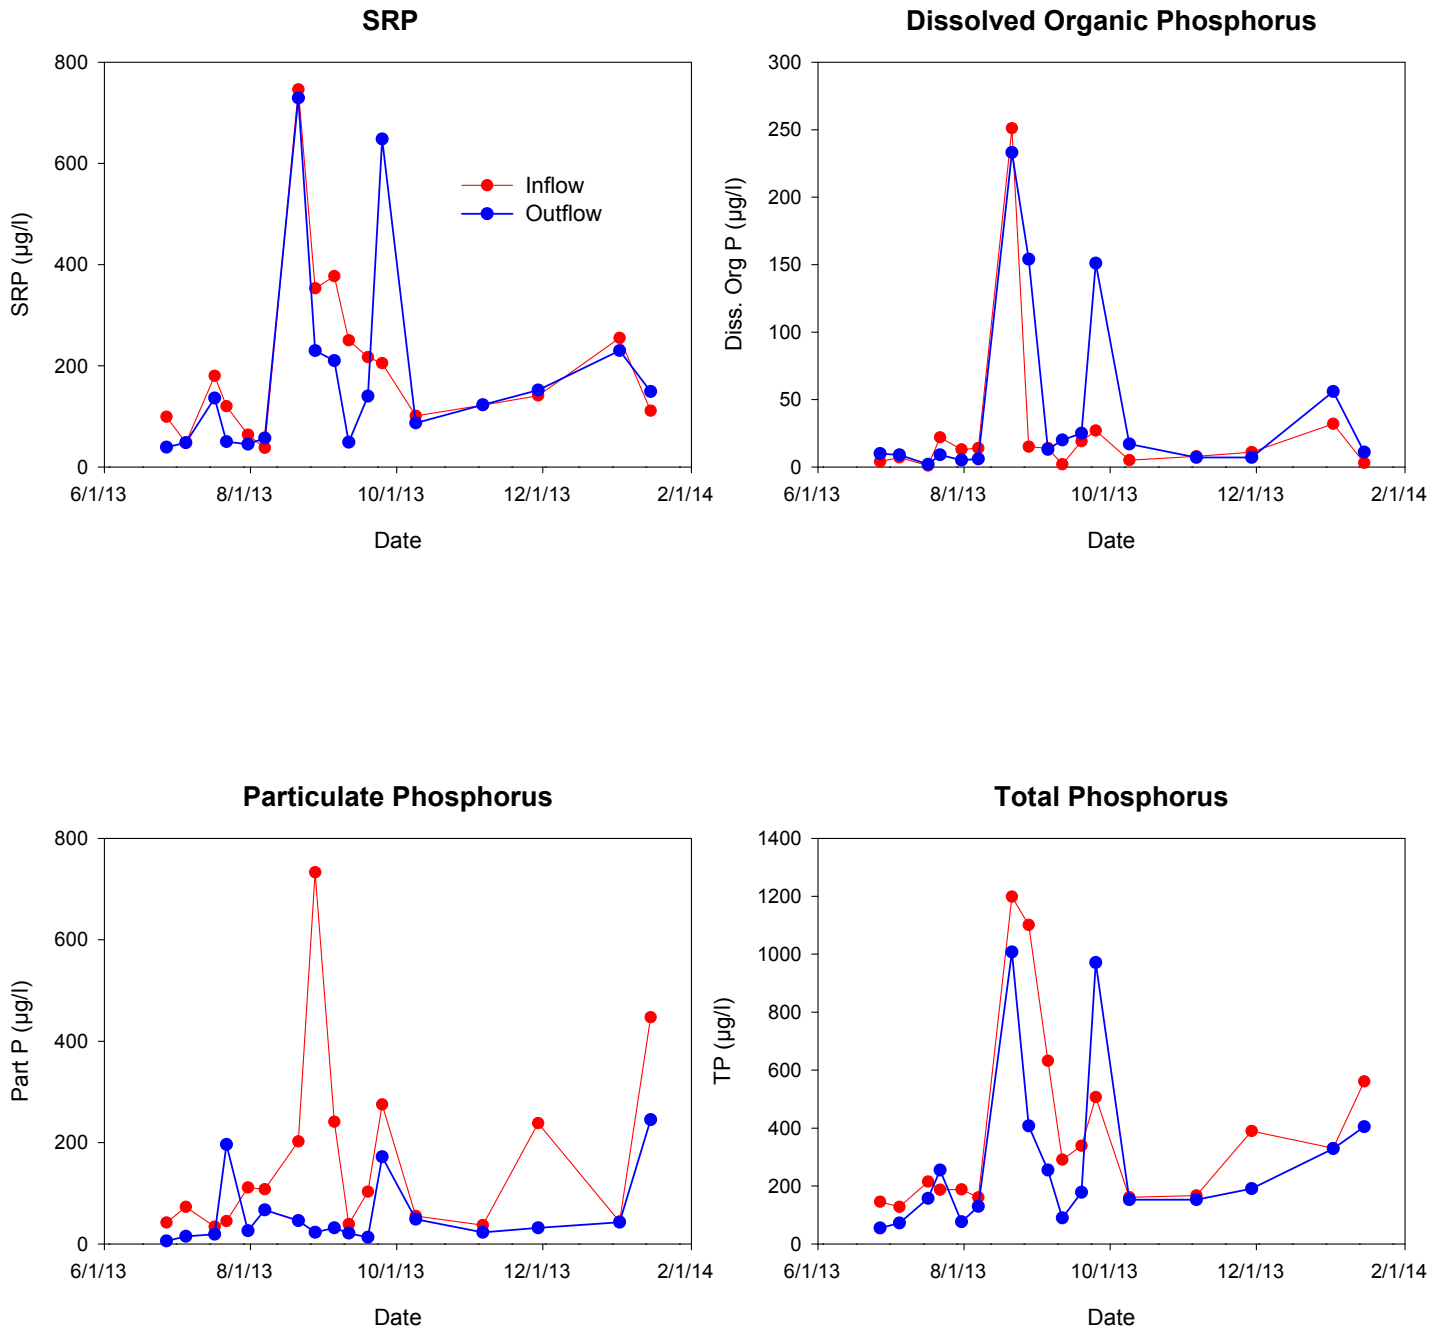 SRP
800
600
400
200
0
SRP (µg/l)
Inflow
Outflow
6/1/13 8/1/13 10/1/13 12/1/13 2/1/14
Date
Dissolved Organic Phosphorus
300
250
200
150
100
50
0
Diss. Org P (µg/l)
6/1/13 8/1/13 10/1/13 12/1/13 2/1/14
Date
Particulate Phosphorus
800
600
400
200
0
Part P (µg/l)
6/1/13 8/1/13 10/1/13 12/1/13 2/1/14
Date
Total Phosphorus
1400
1200
1000
800
600
400
200
0
TP (µg/l)
6/1/13 8/1/13 10/1/13 12/1/13 2/1/14
Date